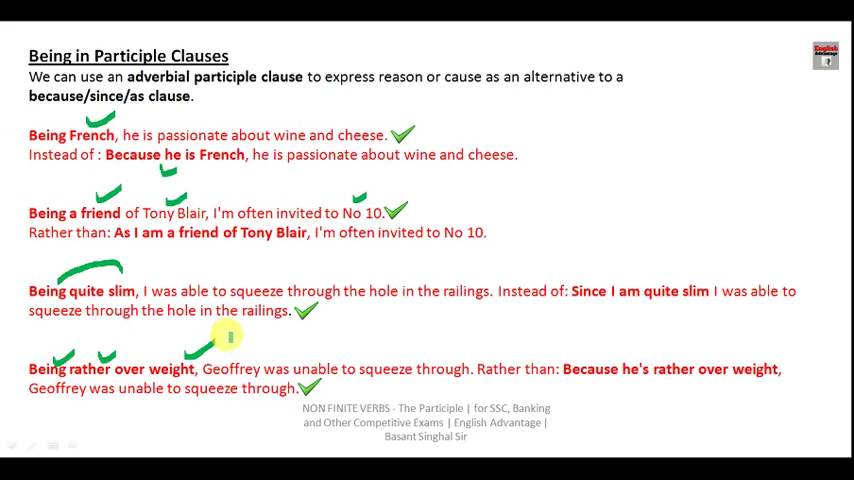 Being in Participle Clauses
English
Advantage
We can use an adverbial participle clause to express reason or cause as an alternative to a
because/since/as clause.
Being French, he is passionate about wine and cheese.
Instead of : Because he is French, he is passionate about wine and cheese.
Being a friend of Tony Blair, I'm often invited to No 10.
Rather than: As I am a friend of Tony Blair, I'm often invited to No 10.
Being quite slim, I was able to squeeze through the hole in the railings. Instead of: Since I am quite slim I was able to
squeeze through the hole in the railings.
Being rather over weight, Geoffrey was unable to squeeze through. Rather than: Because he's rather over weight,
Geoffrey was unable to squeeze through.
NON FINITE VERBS - The Participle | for SSC, Banking
and Other Competitive Exams | English Advantage |
Basant Singhal Sir